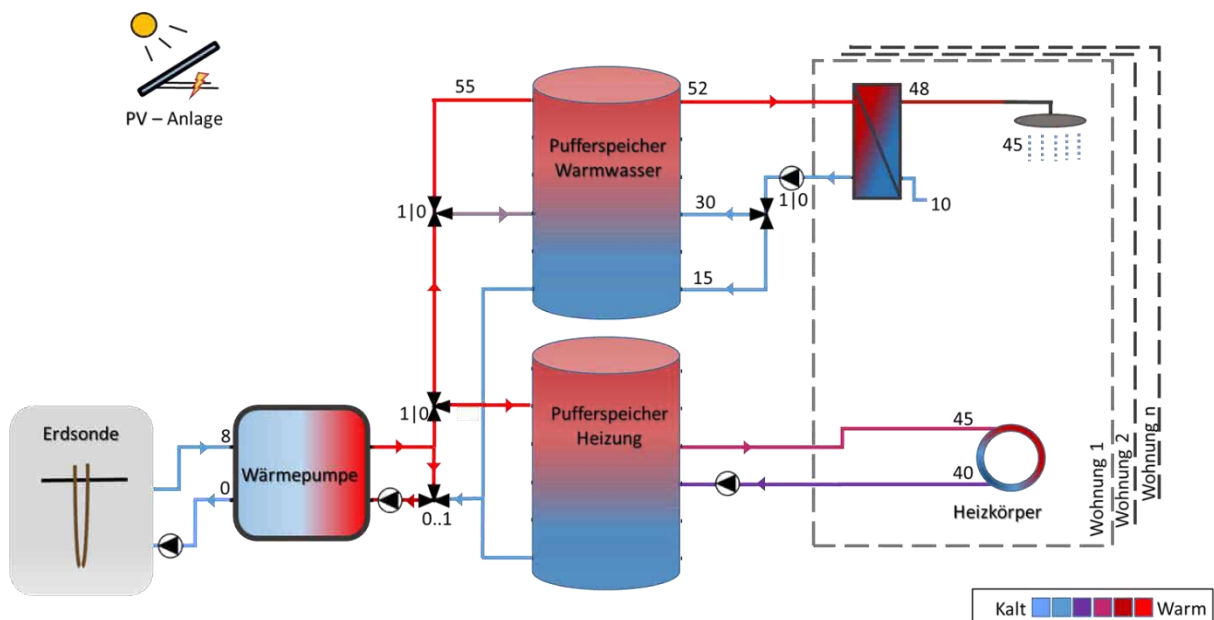 PV – Anlage
55
52
48
Pufferspeicher
Warmwasser
45
1|0
30
1|0
10
15
Pufferspeicher
Heizung
1|0
45
40
Heizkörper
Erdsonde
8
0
Wärmepumpe
0..1
Wohnung 1
Wohnung 2
Wohnung n
Kalt
Warm